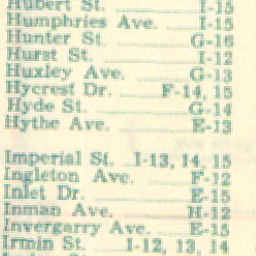 Hubert St. I-15
Humphries Ave. I-15
Hunter St. G-16
Hurst St. I-12
Huxley Ave. G-13
Hycrest Dr. F-14, 15
Hyde St. G-14
Hythe Ave. E-13
Imperial St. I-13, 14, 15
Ingleton Ave. F-12
Inlet Dr. E-15
Inman Ave. H-12
Invergarry Ave. E-15
Irmin St. I-12, 13, 14